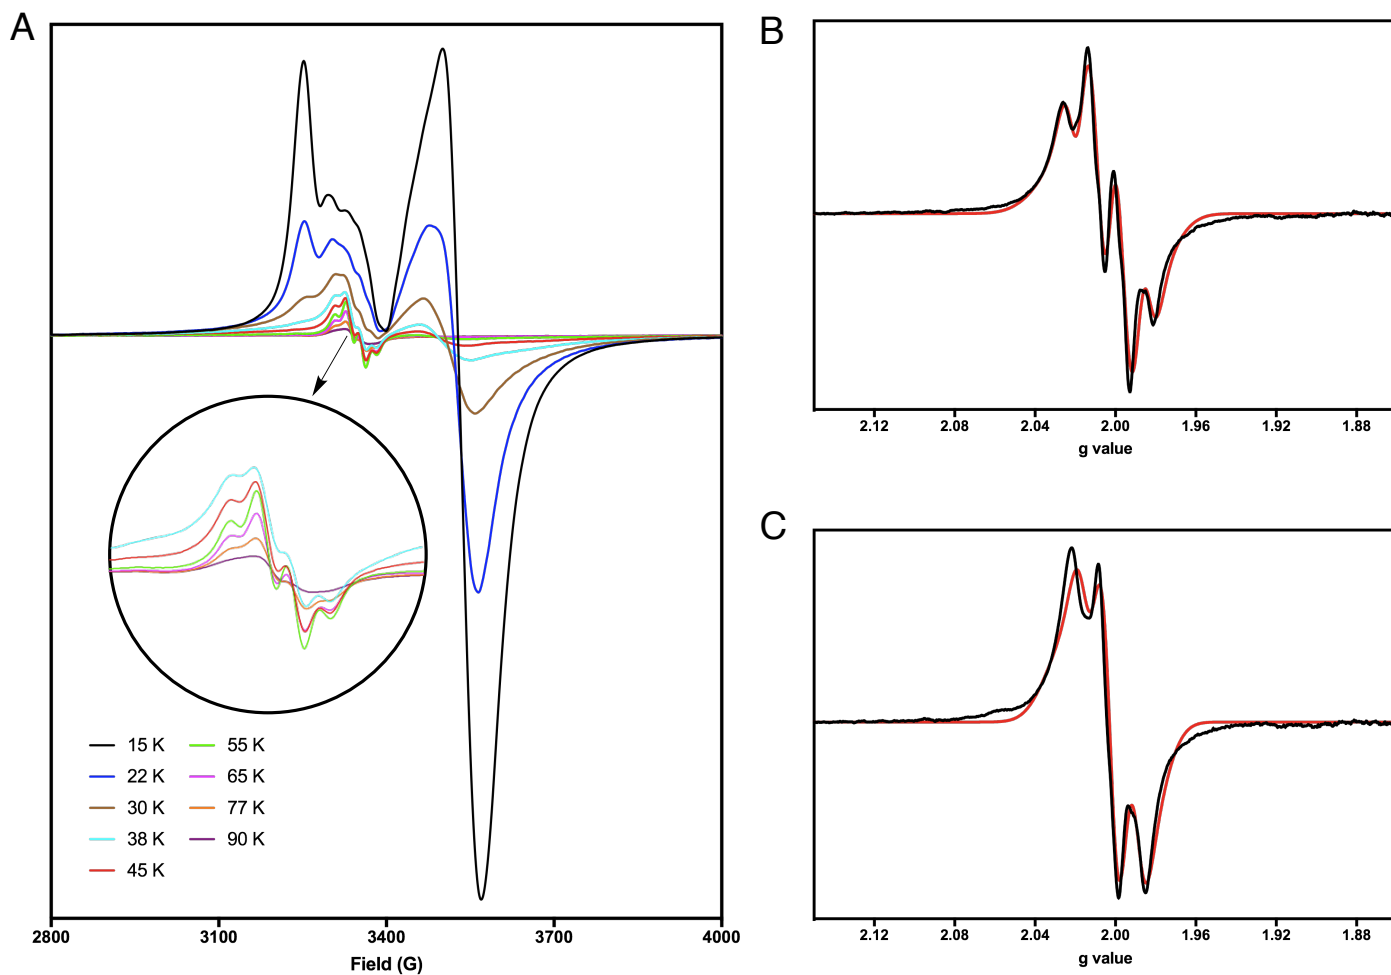 A
15 K
55 K
22 K
65 K
30 K
77 K
38 K
90 K
45 K
2800
3100
3400
3700
4000
Field (G)
B
2.12
2.08
2.04
2.00
1.96
1.92
1.88
g value
C
2.12
2.08
2.04
2.00
1.96
1.92
1.88
g value